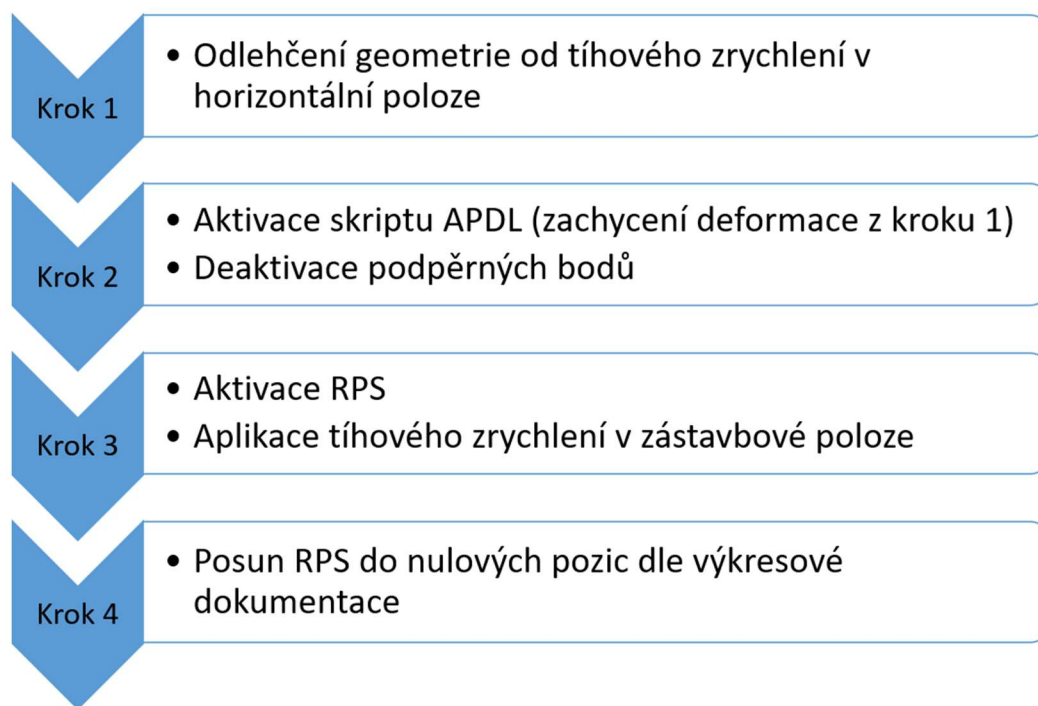 Krok 1
• Odlehčení geometrie od tíhového zrychlení v
horizontální poloze
Krok 2
• Aktivace skriptu APDL (zachycení deformace z kroku 1)
• Deaktivace podpěrných bodů
Krok 3
• Aktivace RPS
• Aplikace tíhového zrychlení v zástavbové poloze
Krok 4
• Posun RPS do nulových pozic dle výkresové
dokumentace